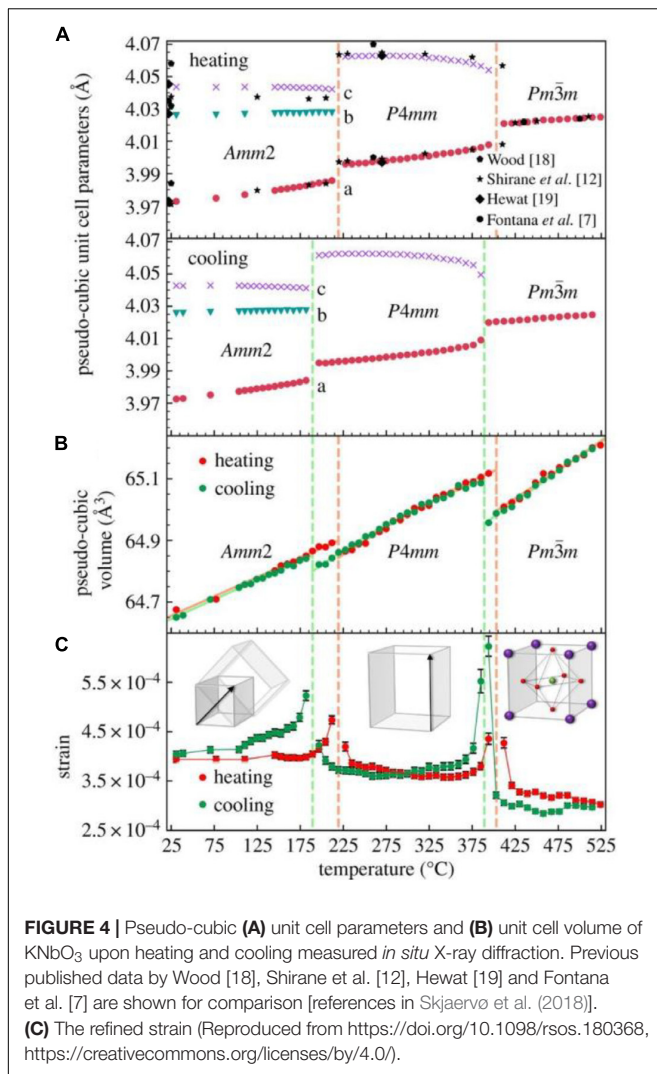 A
4.07
4.05
4.03
4.01
3.99
3.97
pseudo-cubic unit cell parameters (Å)
heating
c
b
a
Amm2
P4mm
Pm3̄m
Wood [18]
Shirane et al. [12]
Hewat [19]
Fontana
et al. [7]
4.07
4.05
4.03
4.01
3.99
3.97
cooling
c
b
a
Amm2
P4mm
Pm3̄m
B
65.1
64.9
64.7
pseudo-cubic
volume (Å³)
heating
cooling
Amm2
P4mm
Pm3̄m
C
5.5 × 10⁻⁴
4.5 × 10⁻⁴
3.5 × 10⁻⁴
2.5 × 10⁻⁴
strain
heating
cooling
25 75 125 175 225 275 325 375 425 475 525
temperature (°C)
FIGURE 4 | Pseudo-cubic (A) unit cell parameters and (B) unit cell volume of
KNbO₃ upon heating and cooling measured in situ X-ray diffraction. Previous
published data by Wood [18], Shirane et al. [12], Hewat [19] and Fontana
et al. [7] are shown for comparison [references in Skjaervø et al. (2018)].
(C) The refined strain (Reproduced from https://doi.org/10.1098/rsos.180368,
https://creativecommons.org/licenses/by/4.0/).